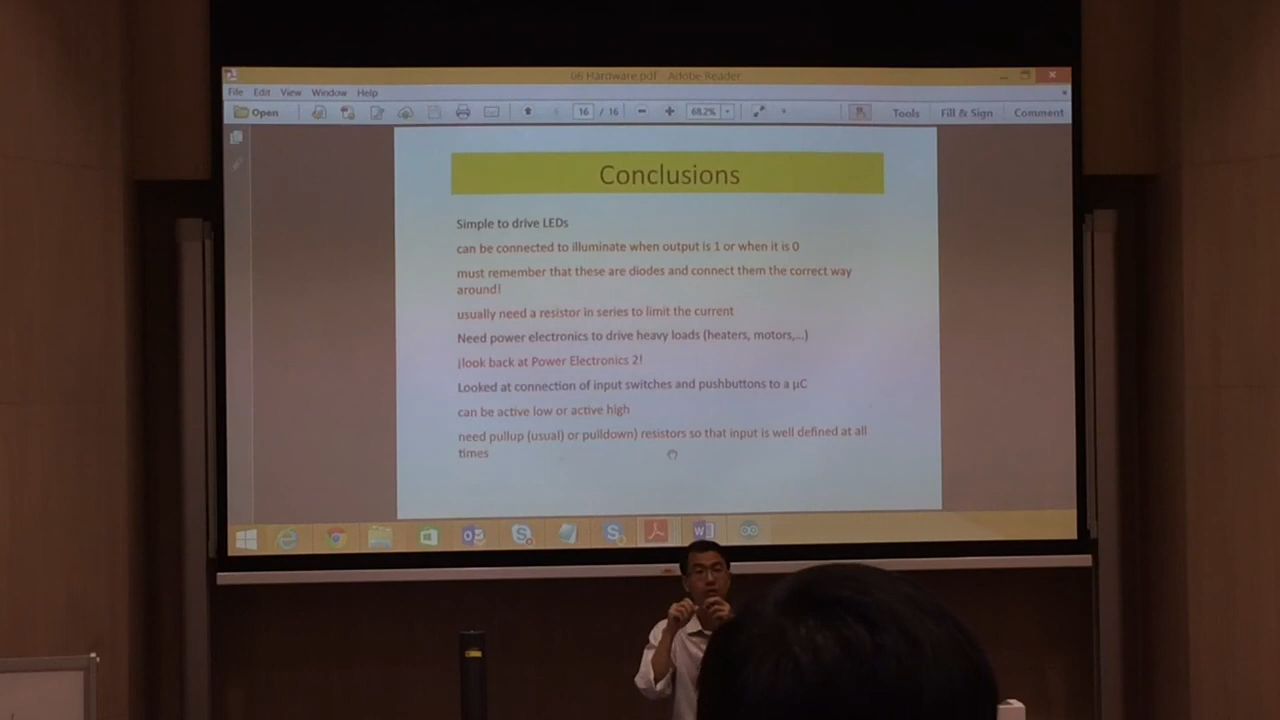 06 Hardware.pdf - Adobe Reader
File Edit View Window Help
Open 16 / 16 68.2% Tools Fill & Sign Comment
Conclusions
Simple to drive LEDs
can be connected to illuminate when output is 1 or when it is 0
must remember that these are diodes and connect them the correct way
around!
usually need a resistor in series to limit the current
Need power electronics to drive heavy loads (heaters, motors,...)
¡look back at Power Electronics 2!
Looked at connection of input switches and pushbuttons to a µC
can be active low or active high
need pullup (usual) or pulldown) resistors so that input is well defined at all
times